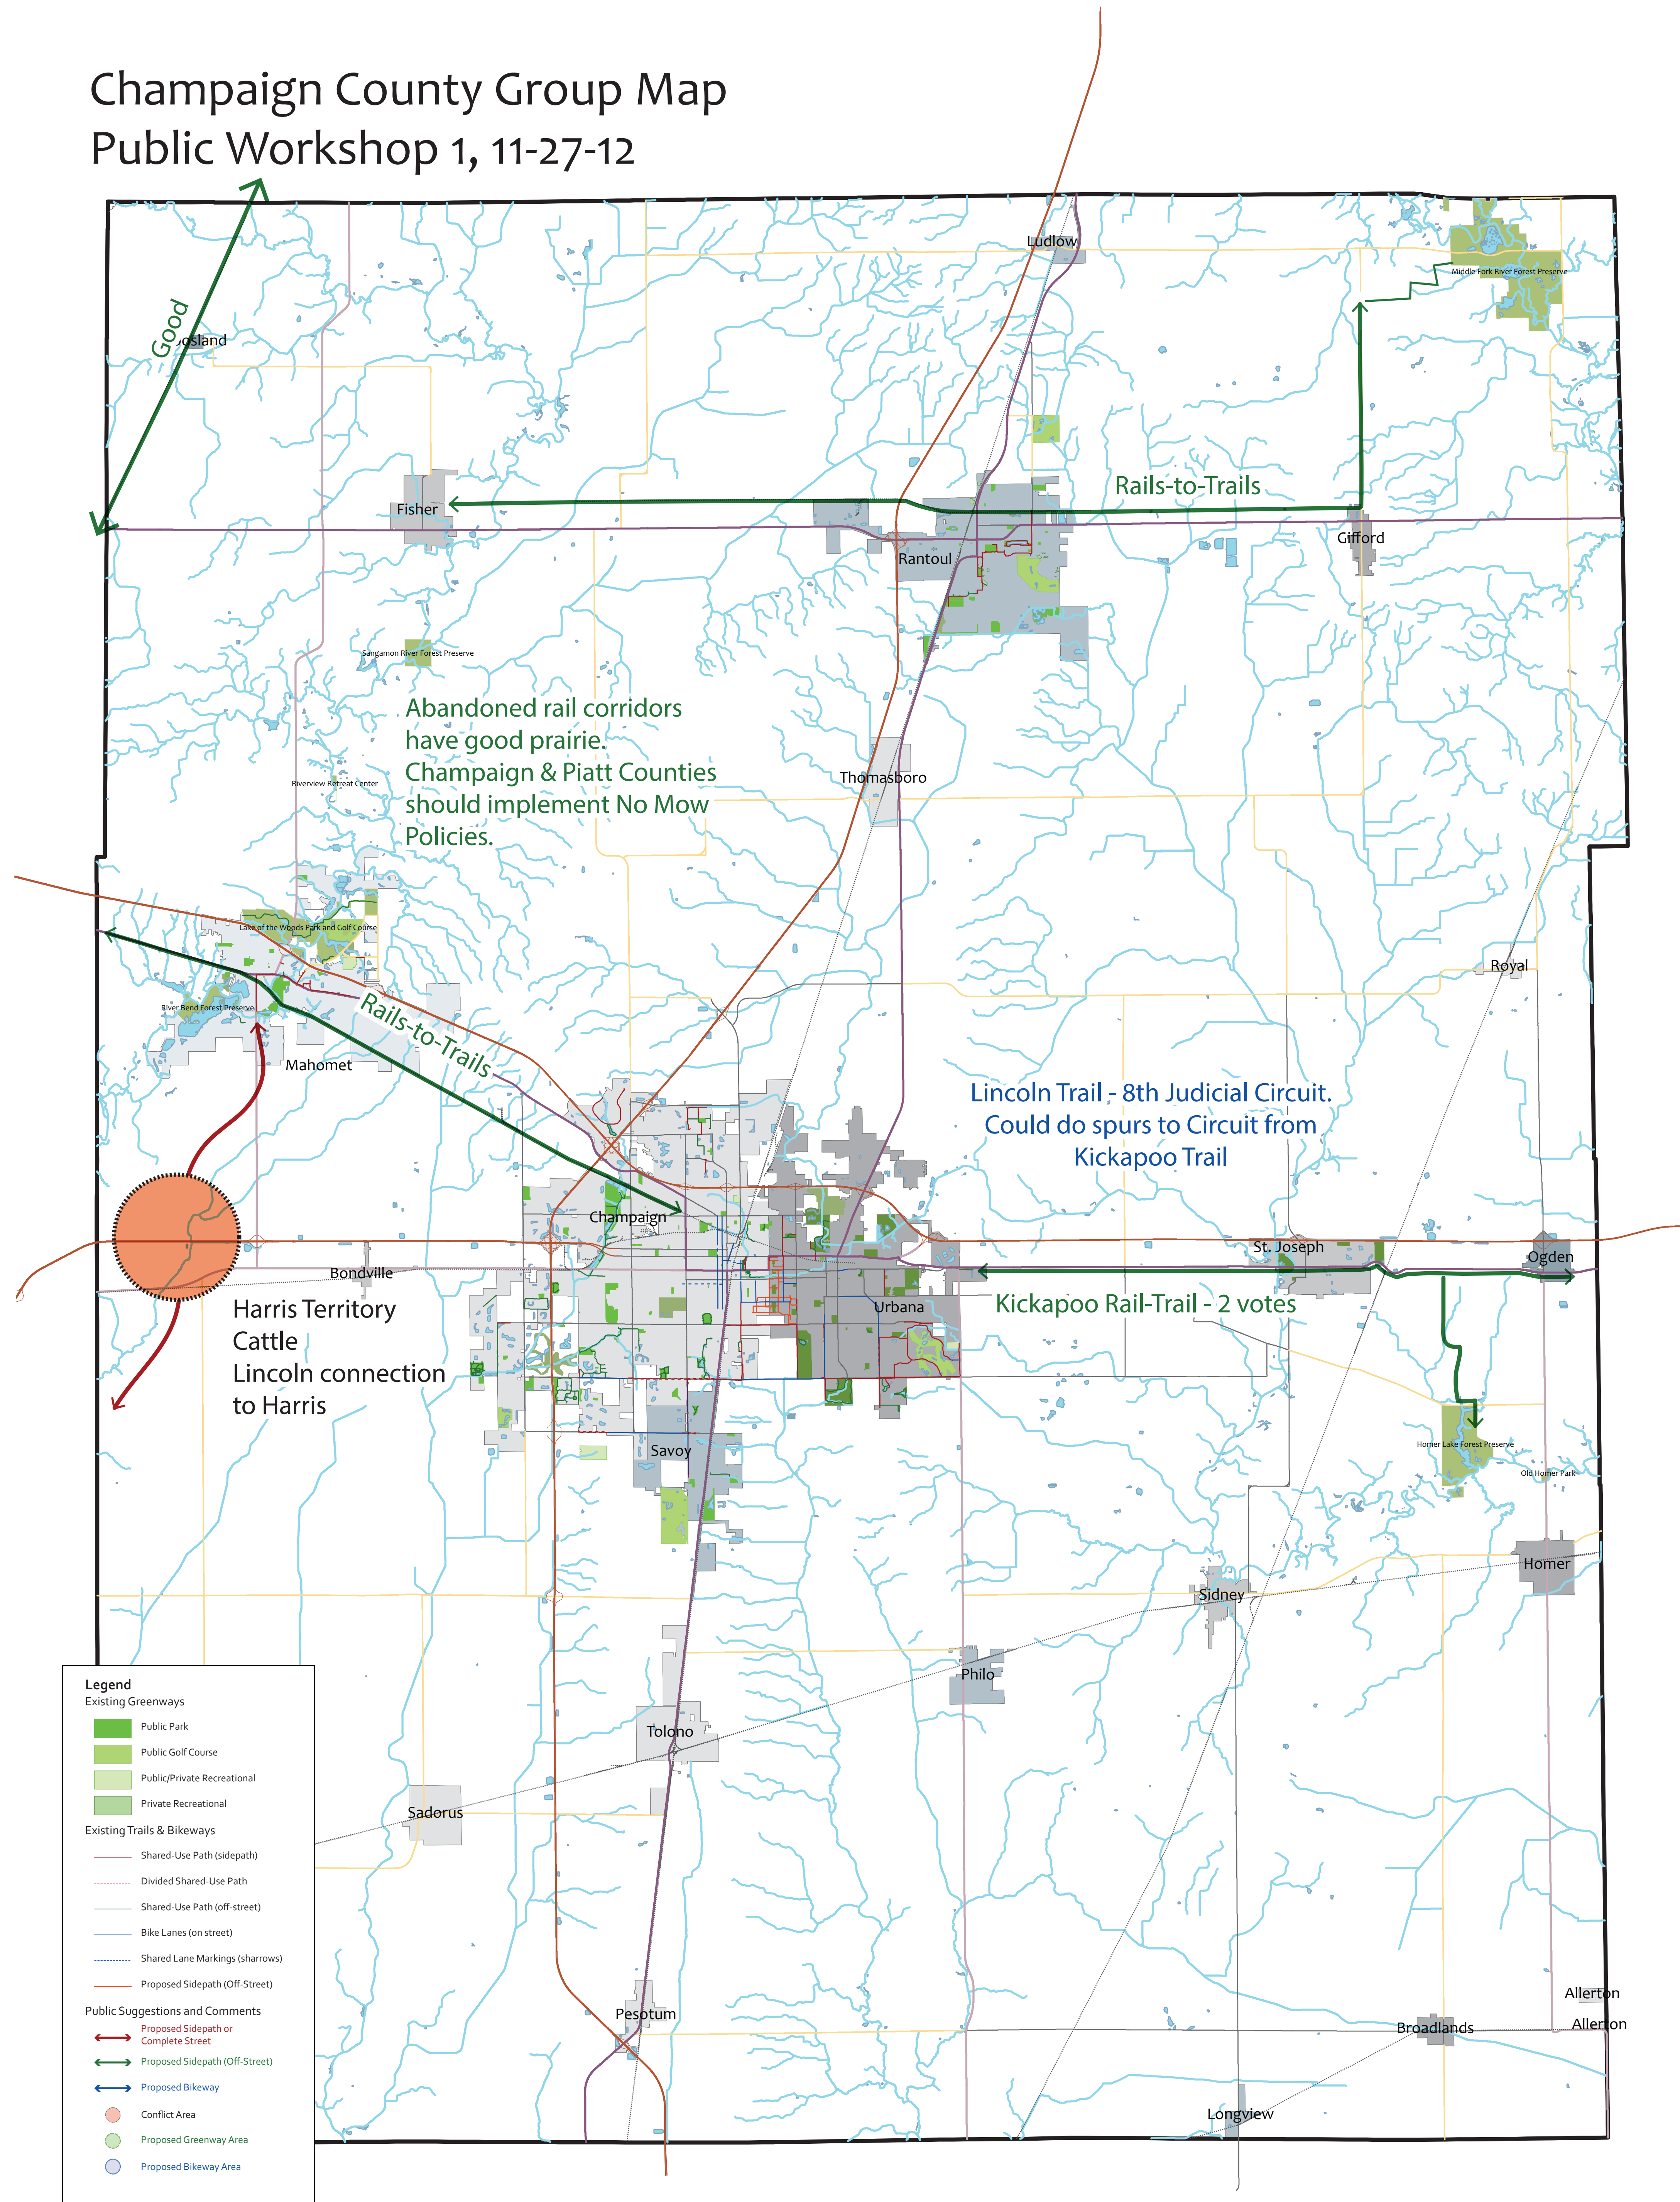 Champaign County Group Map
Public Workshop 1, 11-27-12
Ludlow
Middle Fork River Forest Preserve
Good
Rails-to-Trails
Fisher
Gifford
Rantoul
Sangamon River Forest Preserve
Abandoned rail corridors
have good prairie.
Champaign & Piatt Counties
should implement No Mow
Policies.
Thomasboro
Riverview Retreat Center
Lake of the Woods Park and Golf Course
Royal
River Bend Forest Preserve
Rails-to-Trails
Mahomet
Lincoln Trail - 8th Judicial Circuit.
Could do spurs to Circuit from
Kickapoo Trail
Champaign
St. Joseph
Ogden
Bondville
Kickapoo Rail-Trail - 2 votes
Urbana
Harris Territory
Cattle
Lincoln connection
to Harris
Savoy
Homer Lake Forest Preserve
Old Homer Park
Homer
Sidney
Philo
Tolono
Sadorus
Pesotum
Allerton
Allerton
Broadlands
Longview
Legend
Existing Greenways
Public Park
Public Golf Course
Public/Private Recreational
Private Recreational
Existing Trails & Bikeways
Shared-Use Path (sidepath)
Divided Shared-Use Path
Shared-Use Path (off-street)
Bike Lanes (on street)
Shared Lane Markings (sharrows)
Proposed Sidepath (Off-Street)
Public Suggestions and Comments
Proposed Sidepath or
Complete Street
Proposed Sidepath (Off-Street)
Proposed Bikeway
Conflict Area
Proposed Greenway Area
Proposed Bikeway Area